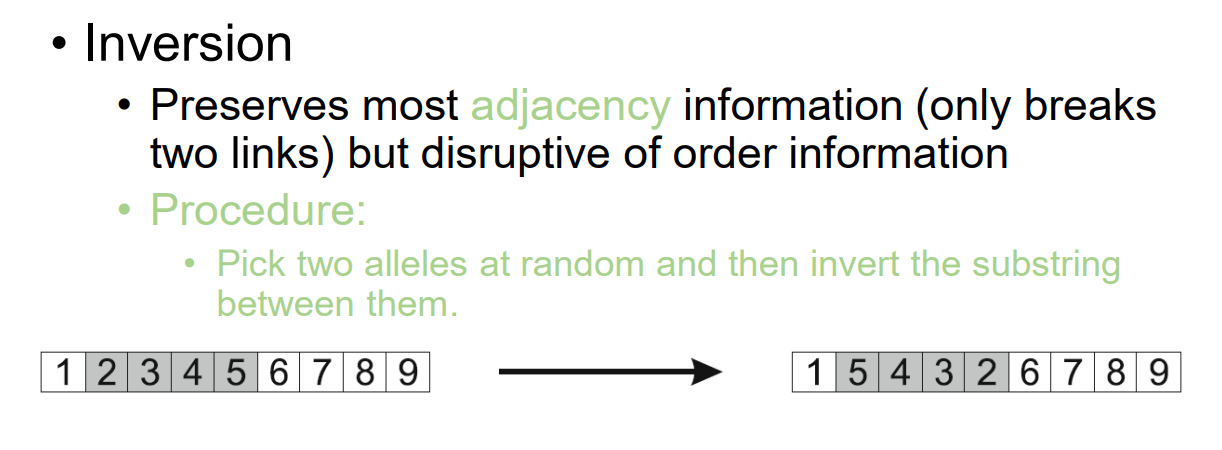 • Inversion
• Preserves most adjacency information (only breaks
two links) but disruptive of order information
• Procedure:
• Pick two alleles at random and then invert the substring
between them.
1 2 3 4 5 6 7 8 9 1 5 4 3 2 6 7 8 9